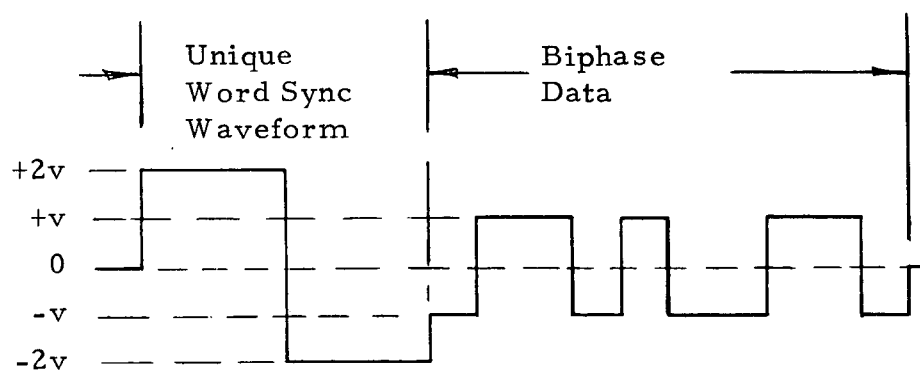 Unique
Word Sync
Waveform
Biphase
Data
+2v
+v
0
-v
-2v